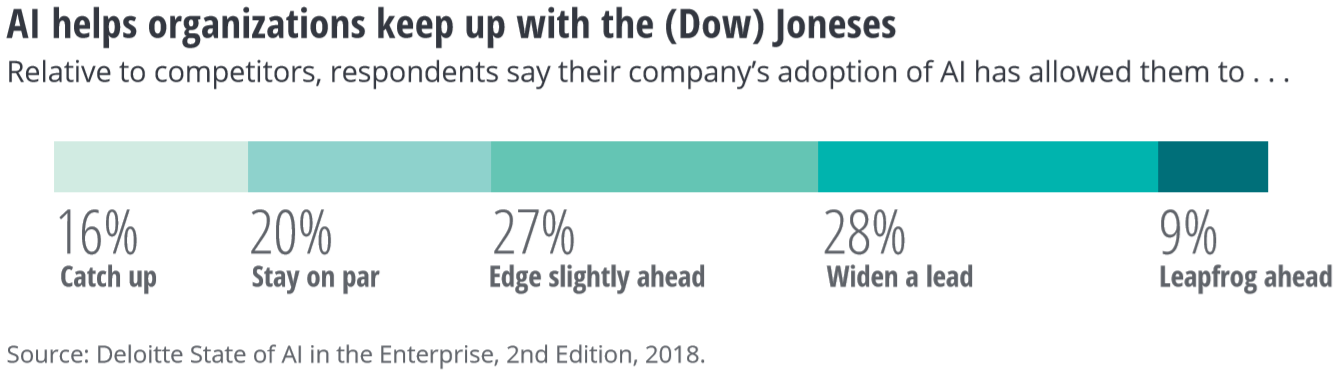 AI helps organizations keep up with the (Dow) Joneses
Relative to competitors, respondents say their company’s adoption of AI has allowed them to . . .
16% 20% 27% 28% 9%
Catch up Stay on par Edge slightly ahead Widen a lead Leapfrog ahead
Source: Deloitte State of AI in the Enterprise, 2nd Edition, 2018.